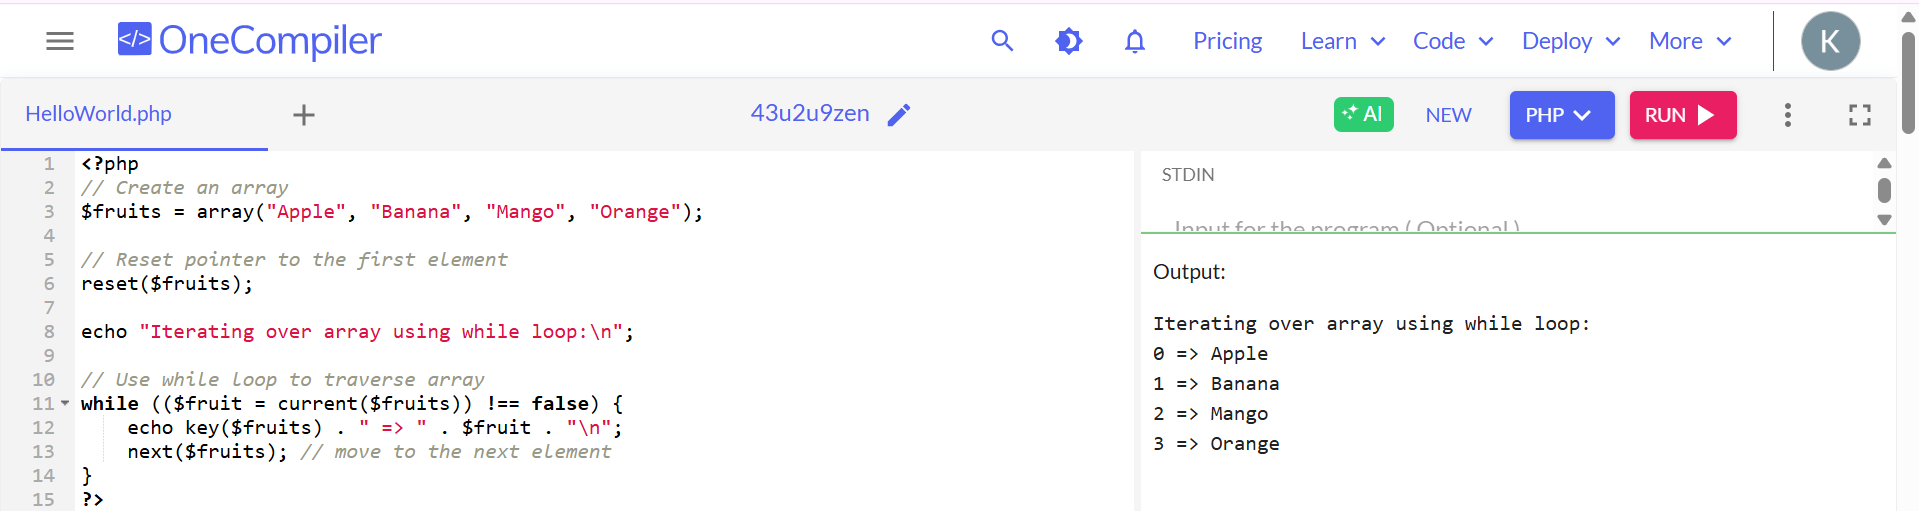 </> OneCompiler
Pricing Learn Code Deploy More K
HelloWorld.php + 43u2u9zen AI NEW PHP RUN
1 <?php
2 // Create an array
3 $fruits = array("Apple", "Banana", "Mango", "Orange");
4
5 // Reset pointer to the first element
6 reset($fruits);
7
8 echo "Iterating over array using while loop:\n";
9
10 // Use while loop to traverse array
11 while (($fruit = current($fruits)) !== false) {
12 echo key($fruits) . " => " . $fruit . "\n";
13 next($fruits); // move to the next element
14 }
15 ?>
STDIN
Input for the program ( Optional )
Output:
Iterating over array using while loop:
0 => Apple
1 => Banana
2 => Mango
3 => Orange